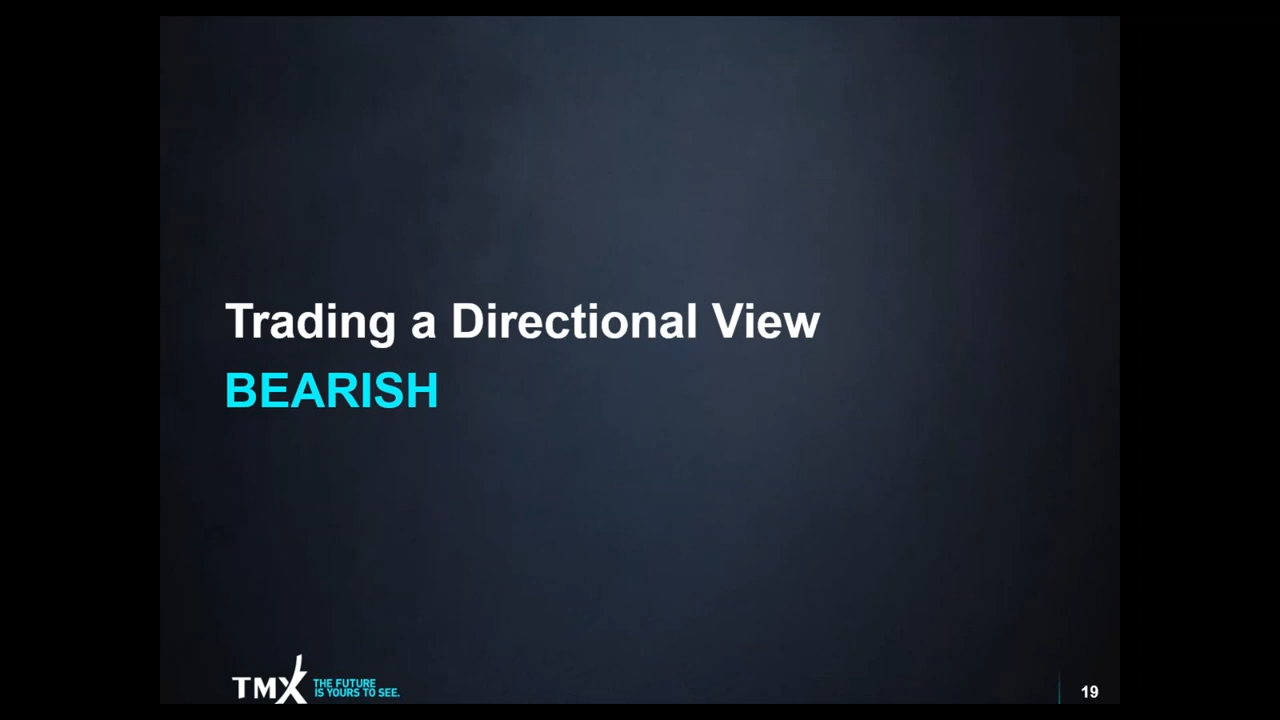 Trading a Directional View
BEARISH
TMX
THE FUTURE
IS YOURS TO SEE.
19